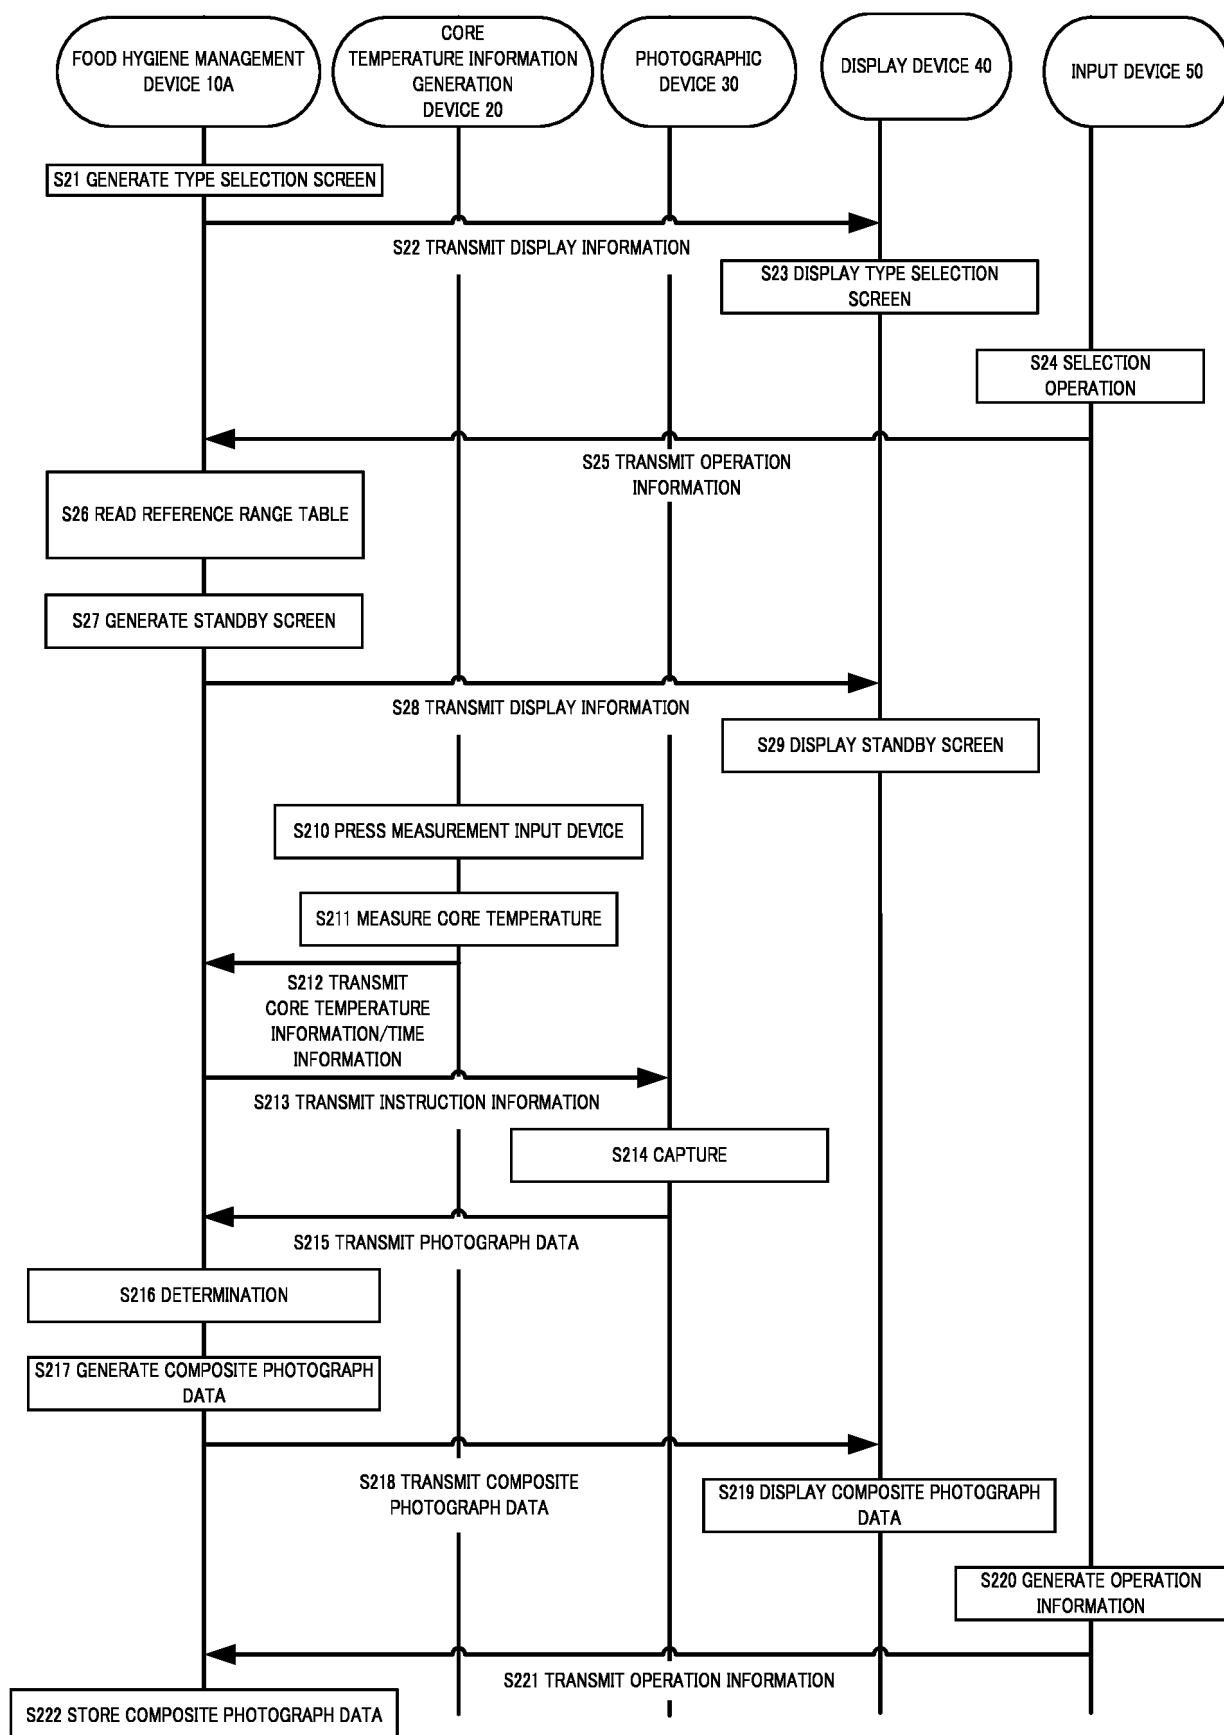 FOOD HYGIENE MANAGEMENT
DEVICE 10A
CORE
TEMPERATURE INFORMATION
GENERATION
DEVICE 20
PHOTOGRAPHIC
DEVICE 30
DISPLAY DEVICE 40
INPUT DEVICE 50
S21 GENERATE TYPE SELECTION SCREEN
S22 TRANSMIT DISPLAY INFORMATION
S23 DISPLAY TYPE SELECTION
SCREEN
S24 SELECTION
OPERATION
S25 TRANSMIT OPERATION
INFORMATION
S26 READ REFERENCE RANGE TABLE
S27 GENERATE STANDBY SCREEN
S28 TRANSMIT DISPLAY INFORMATION
S29 DISPLAY STANDBY SCREEN
S210 PRESS MEASUREMENT INPUT DEVICE
S211 MEASURE CORE TEMPERATURE
S212 TRANSMIT
CORE TEMPERATURE
INFORMATION/TIME
INFORMATION
S213 TRANSMIT INSTRUCTION INFORMATION
S214 CAPTURE
S215 TRANSMIT PHOTOGRAPH DATA
S216 DETERMINATION
S217 GENERATE COMPOSITE PHOTOGRAPH
DATA
S218 TRANSMIT COMPOSITE
PHOTOGRAPH DATA
S219 DISPLAY COMPOSITE PHOTOGRAPH
DATA
S220 GENERATE OPERATION
INFORMATION
S221 TRANSMIT OPERATION INFORMATION
S222 STORE COMPOSITE PHOTOGRAPH DATA